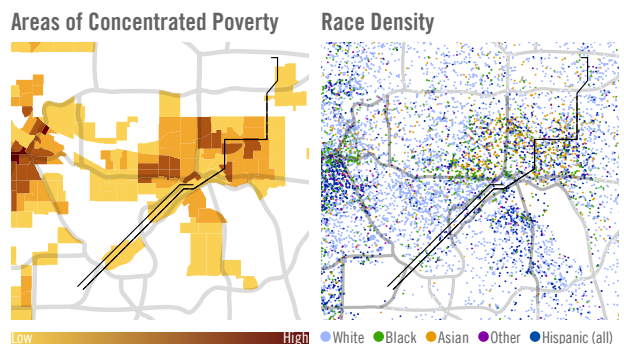 Areas of Concentrated Poverty
Race Density
Low High
White Black Asian Other Hispanic (all)